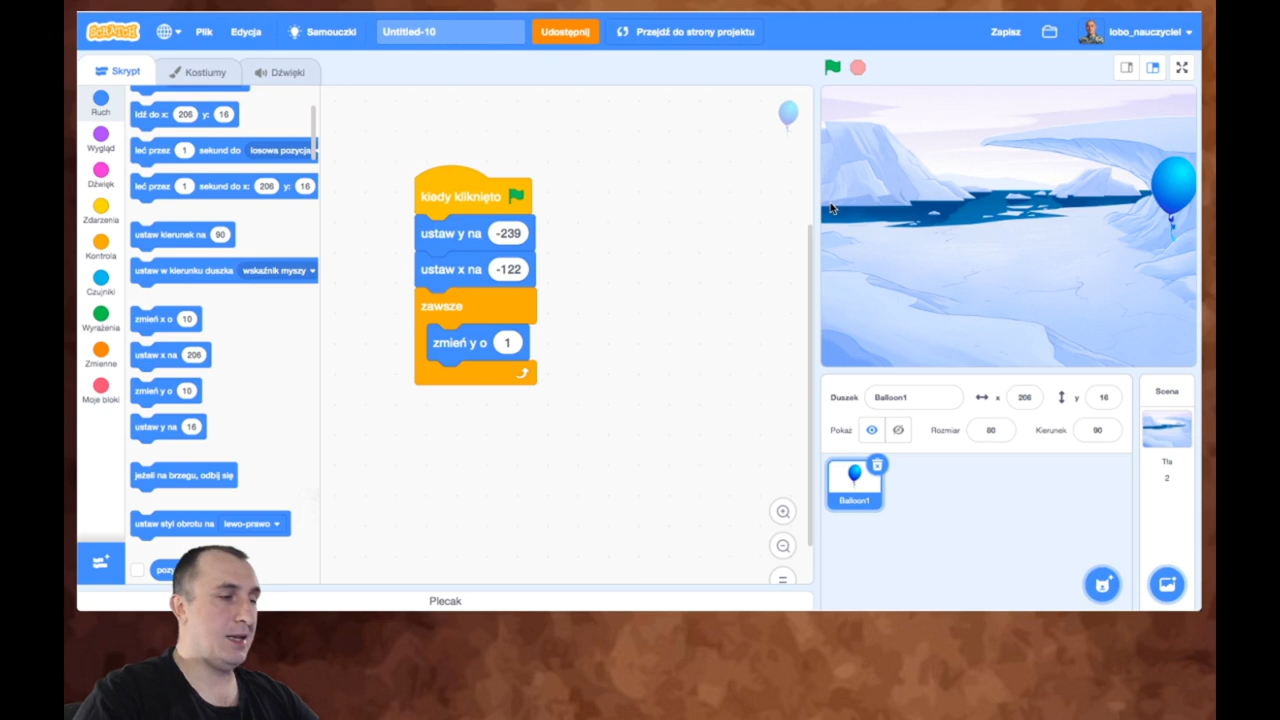 SCRATCH
Plik
Edycja
Samouczki
Untitled-10
Udostępnij
Przejdź do strony projektu
Zapisz
lobo_nauczyciel
Skrypt
Kostiumy
Dźwięki
Ruch
Wygląd
Dźwięk
Zdarzenia
Kontrola
Czujniki
Wyrażenia
Zmienne
Moje bloki
idź do x: 206 y: 16
leć przez 1 sekund do losowa pozycja
leć przez 1 sekund do x: 206 y: 16
ustaw kierunek na 90
ustaw w kierunku duszka wskaźnik myszy
zmień x o 10
ustaw x na 206
zmień y o 10
ustaw y na 16
jeżeli na brzegu, odbij się
ustaw styl obrotu na lewo-prawo
kiedy kliknięto
ustaw y na -239
ustaw x na -122
zawsze
zmień y o 1
Plecak
Duszek Balloon1 x 206 y 16
Pokaż Rozmiar 80 Kierunek 90
Balloon1
Scena
Tła
2